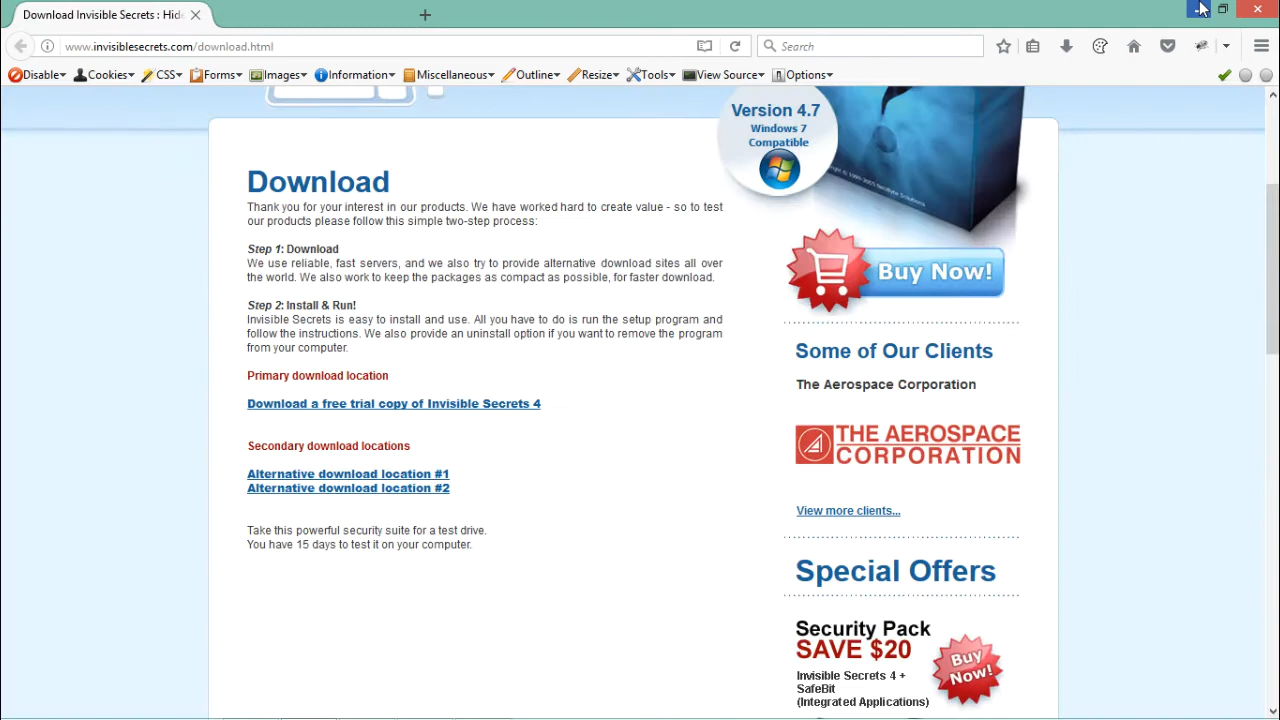 Download Invisible Secrets : Hide
www.invisiblesecrets.com/download.html
Search
Disable Cookies CSS Forms Images Information Miscellaneous Outline Resize Tools View Source Options
Version 4.7
Windows 7
Compatible
Download
Thank you for your interest in our products. We have worked hard to create value - so to test
our products please follow this simple two-step process:
Step 1: Download
We use reliable, fast servers, and we also try to provide alternative download sites all over
the world. We also work to keep the packages as compact as possible, for faster download.
Step 2: Install & Run!
Invisible Secrets is easy to install and use. All you have to do is run the setup program and
follow the instructions. We also provide an uninstall option if you want to remove the program
from your computer.
Primary download location
Download a free trial copy of Invisible Secrets 4
Secondary download locations
Alternative download location #1
Alternative download location #2
Take this powerful security suite for a test drive.
You have 15 days to test it on your computer.
Buy Now!
Some of Our Clients
The Aerospace Corporation
THE AEROSPACE
CORPORATION
View more clients...
Special Offers
Security Pack
SAVE $20
Invisible Secrets 4 +
SafeBit
(Integrated Applications)
Buy
Now!